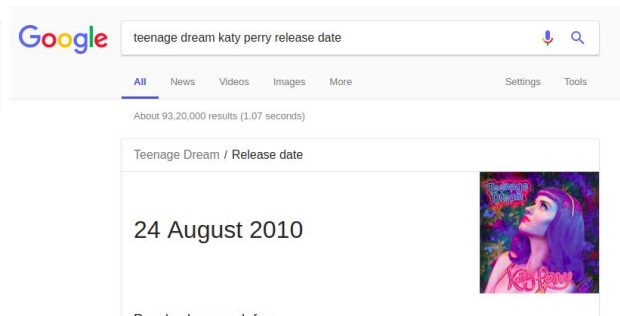 Google
teenage dream katy perry release date
All News Videos Images More Settings Tools
About 93,20,000 results (1.07 seconds)
Teenage Dream / Release date
24 August 2010
Teenage
Dream
Katy Perry